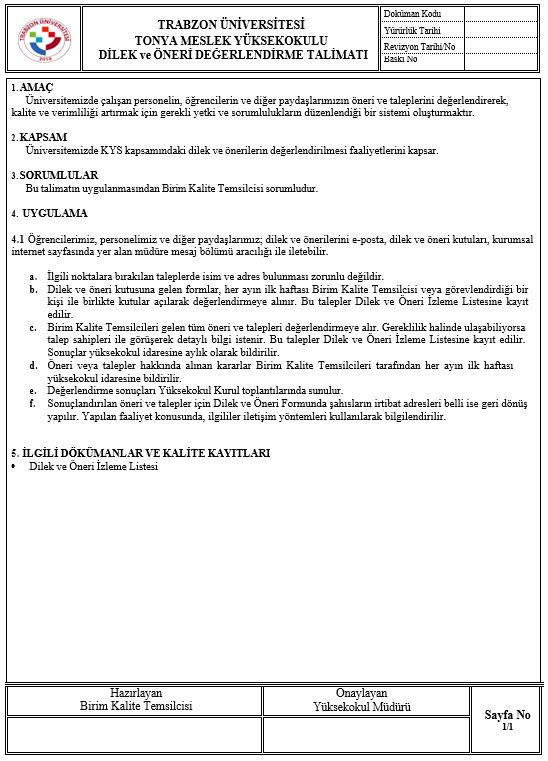 TRABZON ÜNİVERSİTESİ
2018
TRABZON ÜNİVERSİTESİ
TONYA MESLEK YÜKSEKOKULU
DİLEK ve ÖNERİ DEĞERLENDİRME TALİMATI
Doküman Kodu
Yürürlük Tarihi
Revizyon Tarihi/No
Baskı No
1. AMAÇ
Üniversitemizde çalışan personelin, öğrencilerin ve diğer paydaşlarımızın öneri ve taleplerini değerlendirerek,
kalite ve verimliliği artırmak için gerekli yetki ve sorumlulukların düzenlendiği bir sistemi oluşturmaktır.
2. KAPSAM
Üniversitemizde KYS kapsamındaki dilek ve önerilerin değerlendirilmesi faaliyetlerini kapsar.
3. SORUMLULAR
Bu talimatın uygulanmasından Birim Kalite Temsilcisi sorumludur.
4. UYGULAMA
4.1 Öğrencilerimiz, personelimiz ve diğer paydaşlarımız; dilek ve önerilerini e-posta, dilek ve öneri kutuları, kurumsal
internet sayfasında yer alan müdüre mesaj bölümü aracılığı ile iletebilir.
a. İlgili noktalara bırakılan taleplerde isim ve adres bulunması zorunlu değildir.
b. Dilek ve öneri kutusuna gelen formlar, her ayın ilk haftası Birim Kalite Temsilcisi veya görevlendirdiği bir
kişi ile birlikte kutular açılarak değerlendirmeye alınır. Bu talepler Dilek ve Öneri İzleme Listesine kayıt
edilir.
c. Birim Kalite Temsilcileri gelen tüm öneri ve talepleri değerlendirmeye alır. Gereklilik halinde ulaşabiliyorsa
talep sahipleri ile görüşerek detaylı bilgi istenir. Bu talepler Dilek ve Öneri İzleme Listesine kayıt edilir.
Sonuçlar yüksekokul idaresine aylık olarak bildirilir.
d. Öneri veya talepler hakkında alınan kararlar Birim Kalite Temsilcileri tarafından her ayın ilk haftası
yüksekokul idaresine bildirilir.
e. Değerlendirme sonuçları Yüksekokul Kurul toplantılarında sunulur.
f. Sonuçlandırılan öneri ve talepler için Dilek ve Öneri Formunda şahısların irtibat adresleri belli ise geri dönüş
yapılır. Yapılan faaliyet konusunda, ilgililer iletişim yöntemleri kullanılarak bilgilendirilir.
5. İLGİLİ DÖKÜMANLAR VE KALİTE KAYITLARI
• Dilek ve Öneri İzleme Listesi
Hazırlayan
Birim Kalite Temsilcisi
Onaylayan
Yüksekokul Müdürü
Sayfa No
1/1